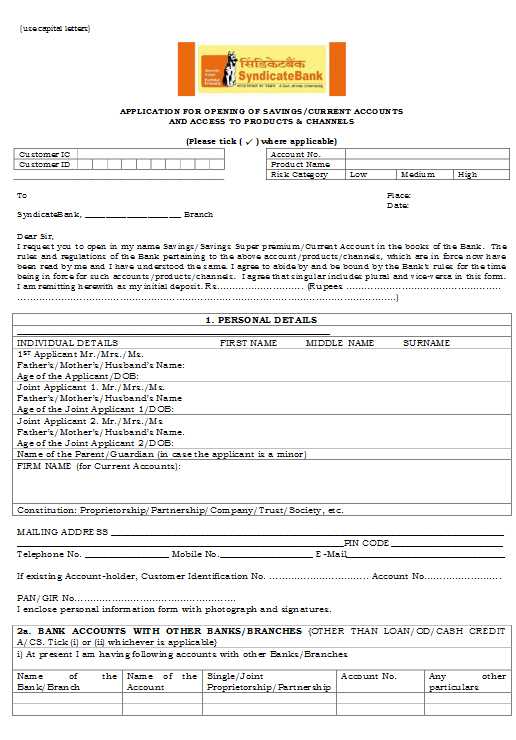 (use capital letters)
सिंडिकेटबैंक
SyndicateBank
APPLICATION FOR OPENING OF SAVINGS/CURRENT ACCOUNTS
AND ACCESS TO PRODUCTS & CHANNELS
(Please tick ( ✓ ) where applicable)
Customer IC
Customer ID
Account No.
Product Name
Risk Category Low Medium High
To Place:
Date:
SyndicateBank, ____________________ Branch
Dear Sir,
I request you to open in my name Savings/Savings Super premium/Current Account in the books of the Bank. The
rules and regulations of the Bank pertaining to the above account/products/channels, which are in force now have
been read by me and I have understood the same. I agree to abide by and be bound by the Bank's rules for the time
being in force for such accounts/products/channels. I agree that singular includes plural and vice-versa in this form.
I am remitting herewith as my initial deposit. Rs............................. (Rupees ....................................................
..............................................................................................................................)
1. PERSONAL DETAILS
INDIVIDUAL DETAILS FIRST NAME MIDDLE NAME SURNAME
1ST Applicant Mr./Mrs./Ms.
Father's/Mother's/Husband's Name:
Age of the Applicant/DOB:
Joint Applicant 1. Mr./Mrs./Ms.
Father's/Mother's/Husband's Name
Age of the Joint Applicant 1/DOB:
Joint Applicant 2. Mr./Mrs./Ms
Father's/Mother's/Husband's Name.
Age of the Joint Applicant 2/DOB:
Name of the Parent/Guardian (in case the applicant is a minor)
FIRM NAME (for Current Accounts):
Constitution: Proprietorship/Partnership/Company/Trust/Society, etc.
MAILING ADDRESS ____________________
____________________PIN CODE____________________
Telephone No. ______________ Mobile No.______________ E-Mail______________
If existing Account-holder, Customer Identification No. .................................. Account No..........................
PAN/GIR No......................................................
I enclose personal information form with photograph and signatures.
2a. BANK ACCOUNTS WITH OTHER BANKS/BRANCHES (OTHER THAN LOAN/OD/CASH CREDIT
A/CS. Tick (i) or (ii) whichever is applicable)
i) At present I am having following accounts with other Banks/Branches
Name of the Bank/Branch Name of the Account Single/Joint Proprietorship/Partnership Account No. Any other particulars